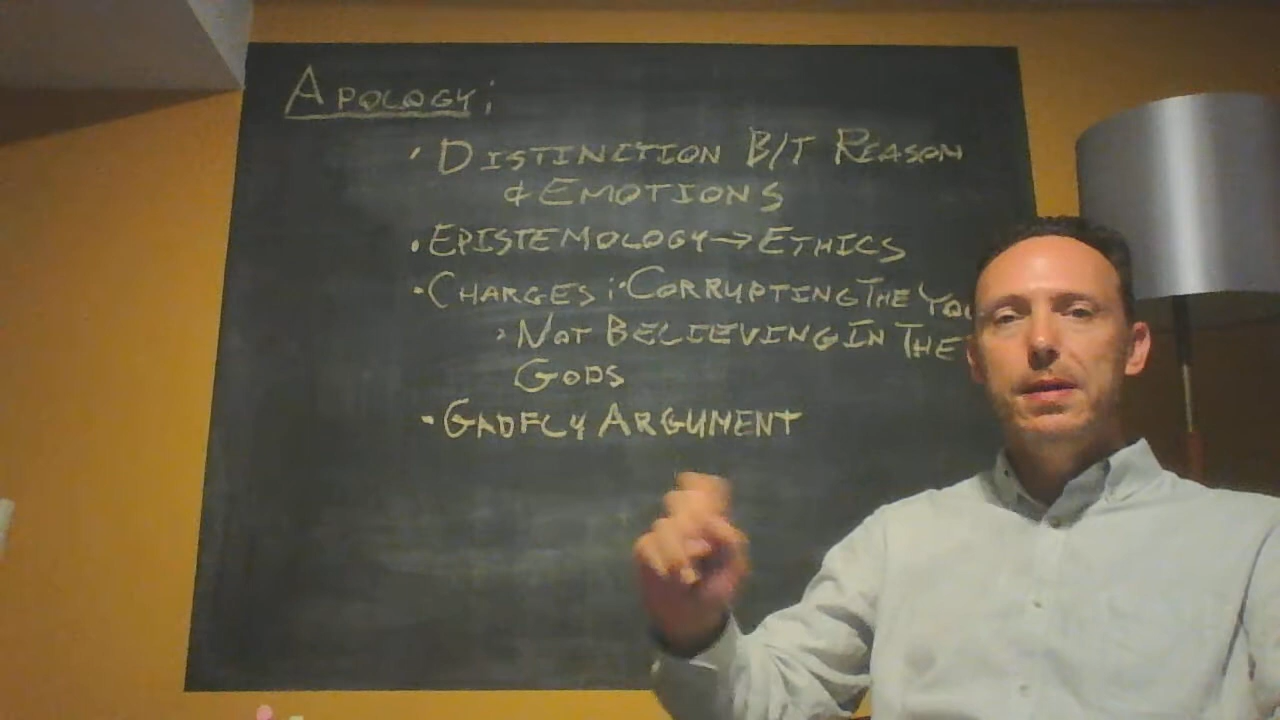 APOLOGY:
• DISTINCTION B/T REASON
& EMOTIONS
• EPISTEMOLOGY → ETHICS
• CHARGES: • CORRUPTING THE
• NOT BELIEVING IN THE
GODS
• GADFLY ARGUMENT